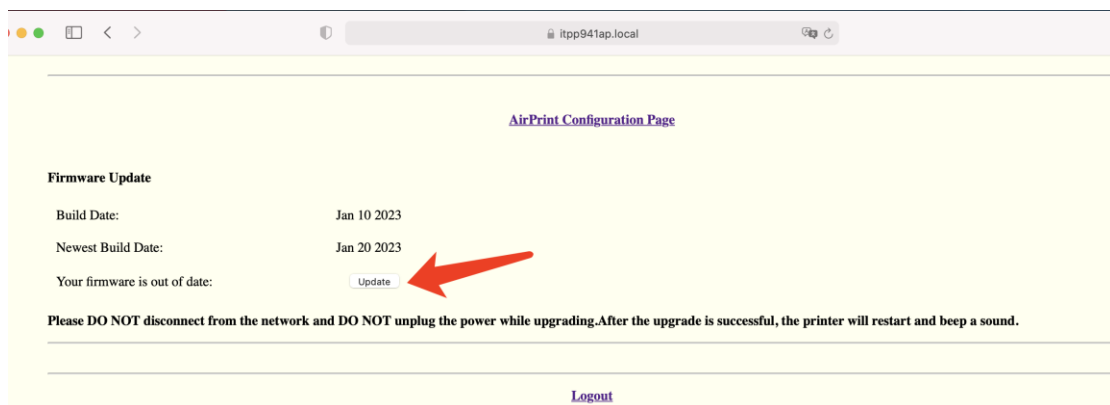 itpp941ap.local
AirPrint Configuration Page
Firmware Update
Build Date: Jan 10 2023
Newest Build Date: Jan 20 2023
Your firmware is out of date: Update
Please DO NOT disconnect from the network and DO NOT unplug the power while upgrading.After the upgrade is successful, the printer will restart and beep a sound.
Logout